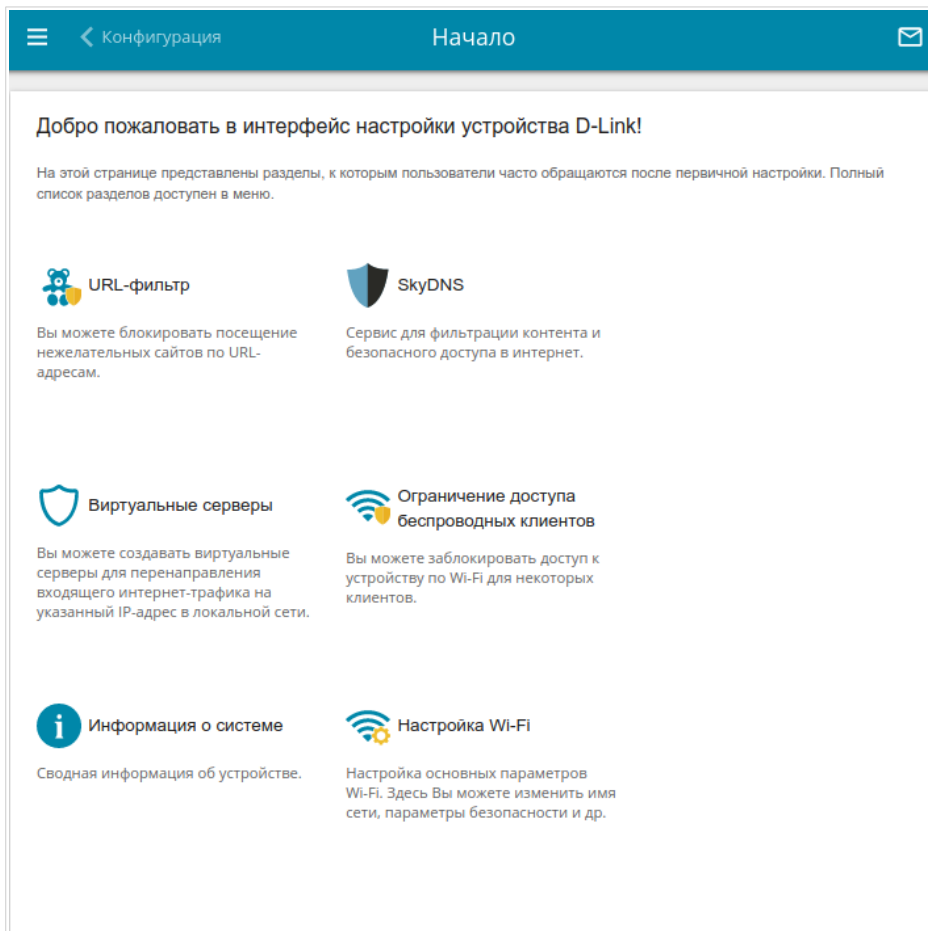 Конфигурация
Начало
Добро пожаловать в интерфейс настройки устройства D-Link!
На этой странице представлены разделы, к которым пользователи часто обращаются после первичной настройки. Полный
список разделов доступен в меню.
URL-фильтр
Вы можете блокировать посещение
нежелательных сайтов по URL-
адресам.
SkyDNS
Сервис для фильтрации контента и
безопасного доступа в интернет.
Виртуальные серверы
Вы можете создавать виртуальные
серверы для перенаправления
входящего интернет-трафика на
указанный IP-адрес в локальной сети.
Ограничение доступа
беспроводных клиентов
Вы можете заблокировать доступ к
устройству по Wi-Fi для некоторых
клиентов.
Информация о системе
Сводная информация об устройстве.
Настройка Wi-Fi
Настройка основных параметров
Wi-Fi. Здесь Вы можете изменить имя
сети, параметры безопасности и др.